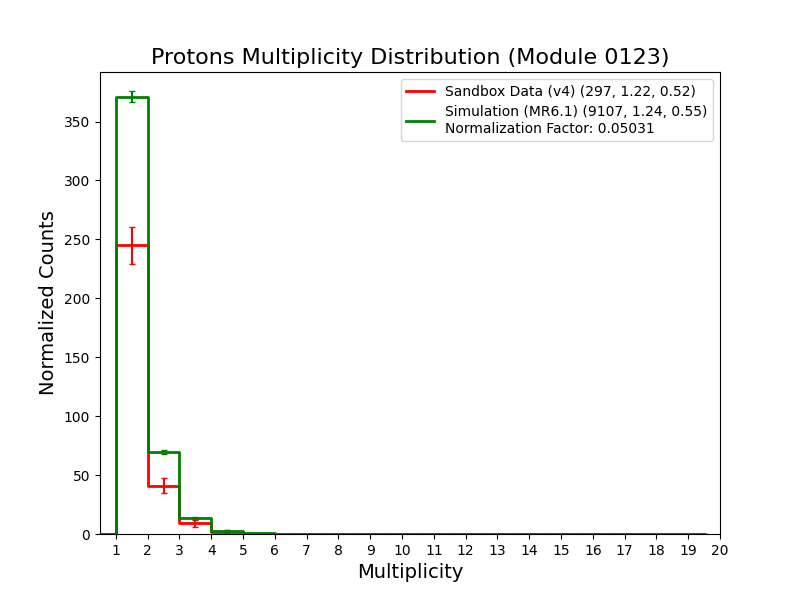 Protons Multiplicity Distribution (Module 0123)
Sandbox Data (v4) (297, 1.22, 0.52)
Simulation (MR6.1) (9107, 1.24, 0.55)
Normalization Factor: 0.05031
Normalized Counts
350
300
250
200
150
100
50
0
1 2 3 4 5 6 7 8 9 10 11 12 13 14 15 16 17 18 19 20
Multiplicity